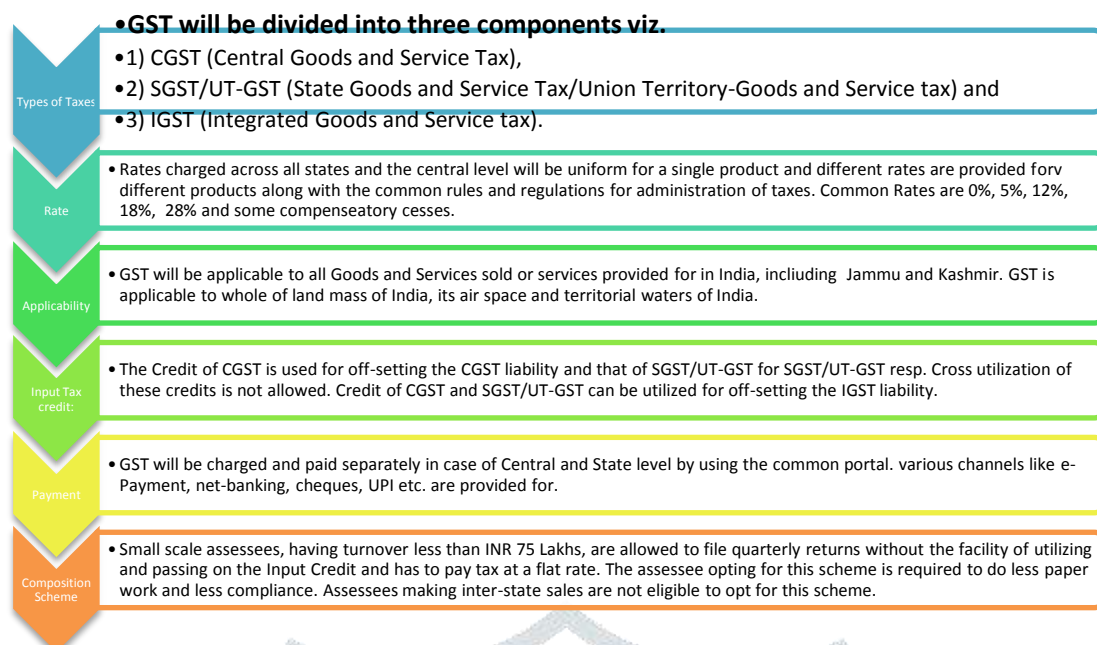 •GST will be divided into three components viz.
•1) CGST (Central Goods and Service Tax),
•2) SGST/UT-GST (State Goods and Service Tax/Union Territory-Goods and Service tax) and
•3) IGST (Integrated Goods and Service tax).
Types of Taxes
• Rates charged across all states and the central level will be uniform for a single product and different rates are provided forv
different products along with the common rules and regulations for administration of taxes. Common Rates are 0%, 5%, 12%,
18%, 28% and some compenseatory cesses.
Rate
• GST will be applicable to all Goods and Services sold or services provided for in India, incliuding Jammu and Kashmir. GST is
applicable to whole of land mass of India, its air space and territorial waters of India.
Applicability
• The Credit of CGST is used for off-setting the CGST liability and that of SGST/UT-GST for SGST/UT-GST resp. Cross utilization of
these credits is not allowed. Credit of CGST and SGST/UT-GST can be utilized for off-setting the IGST liability.
Input Tax
credit:
• GST will be charged and paid separately in case of Central and State level by using the common portal. various channels like e-
Payment, net-banking, cheques, UPI etc. are provided for.
Payment
• Small scale assessees, having turnover less than INR 75 Lakhs, are allowed to file quarterly returns without the facility of utilizing
and passing on the Input Credit and has to pay tax at a flat rate. The assessee opting for this scheme is required to do less paper
work and less compliance. Assessees making inter-state sales are not eligible to opt for this scheme.
Composition
Scheme